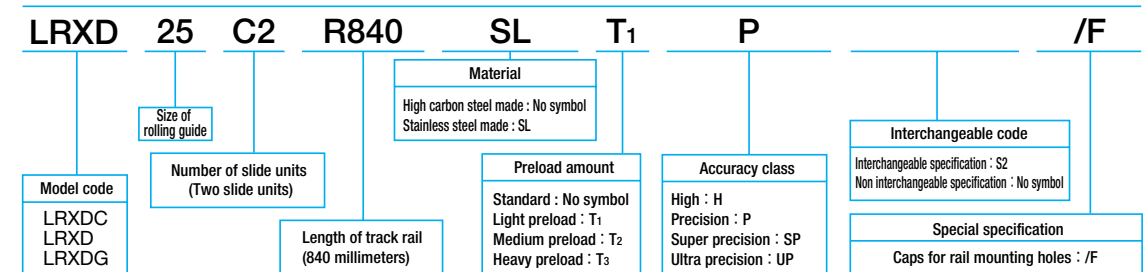 LRXD 25 C2 R840 SL T1 P /F
Material
High carbon steel made : No symbol
Stainless steel made : SL
Size of
rolling guide
Interchangeable code
Interchangeable specification : S2
Non interchangeable specification : No symbol
Number of slide units
(Two slide units)
Preload amount
Standard : No symbol
Light preload : T1
Medium preload : T2
Heavy preload : T3
Accuracy class
High : H
Precision : P
Super precision : SP
Ultra precision : UP
Model code
LRXDC
LRXD
LRXDG
Length of track rail
(840 millimeters)
Special specification
Caps for rail mounting holes : /F